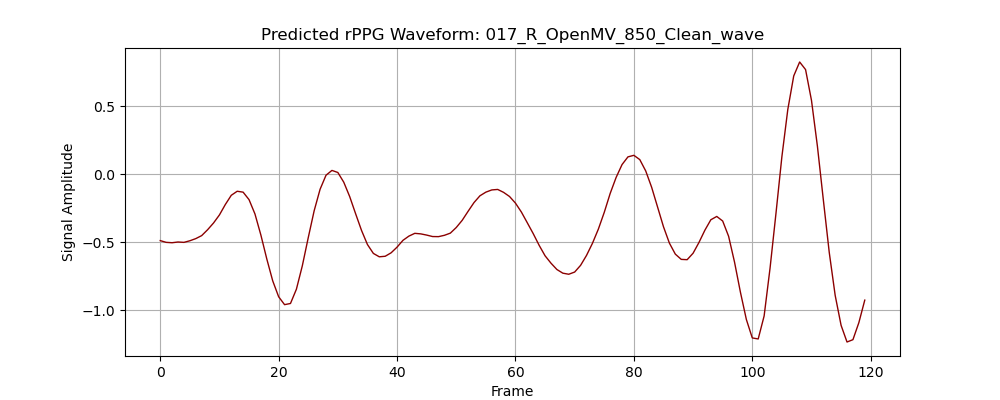 Predicted rPPG Waveform: 017_R_OpenMV_850_Clean_wave
Signal Amplitude
0.5
0.0
−0.5
−1.0
0 20 40 60 80 100 120
Frame